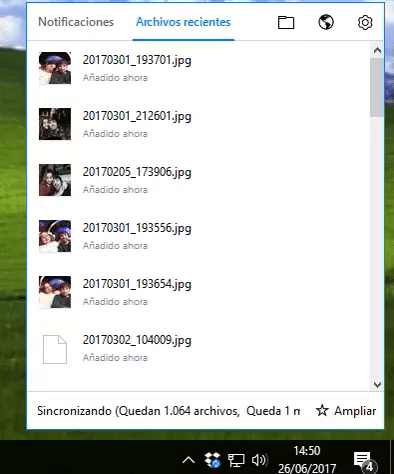 Notificaciones Archivos recientes
20170301_193701.jpg
Añadido ahora
20170301_212601.jpg
Añadido ahora
20170205_173906.jpg
Añadido ahora
20170301_193556.jpg
Añadido ahora
20170301_193654.jpg
Añadido ahora
20170302_104009.jpg
Añadido ahora
Sincronizando (Quedan 1.064 archivos, Queda 1 m Ampliar
14:50
26/06/2017
4